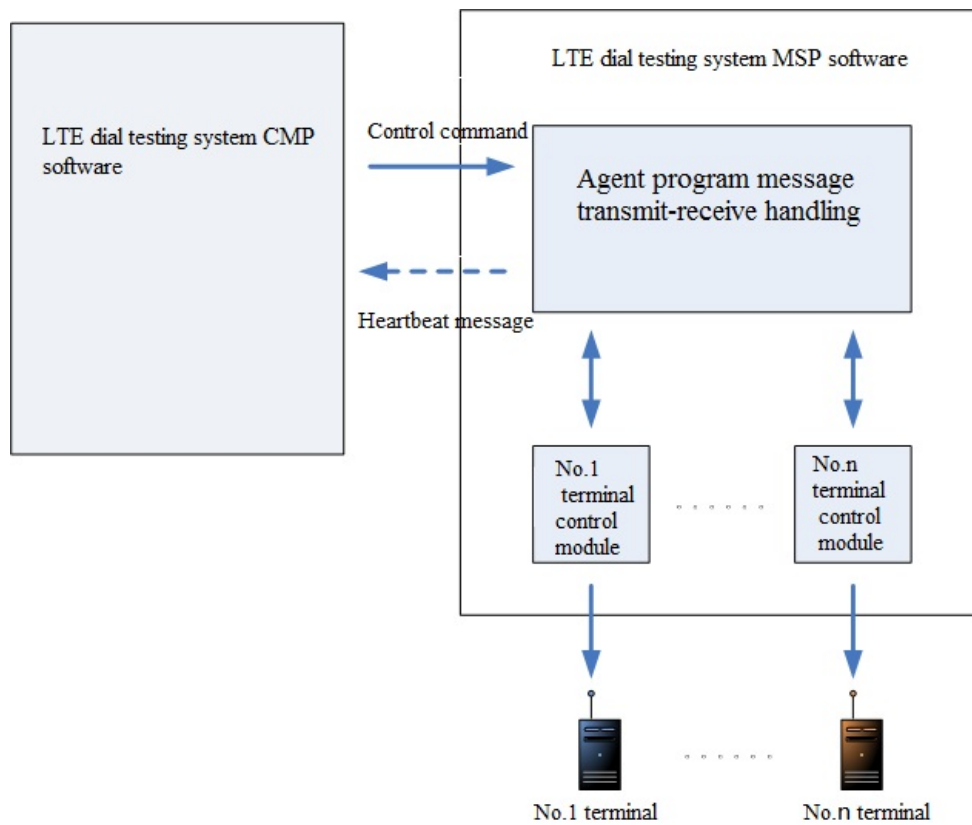 LTE dial testing system CMP
software
Control command
Heartbeat message
LTE dial testing system MSP software
Agent program message
transmit-receive handling
No.1
terminal
control
module
No.n
terminal
control
module
No.1 terminal
No.n terminal